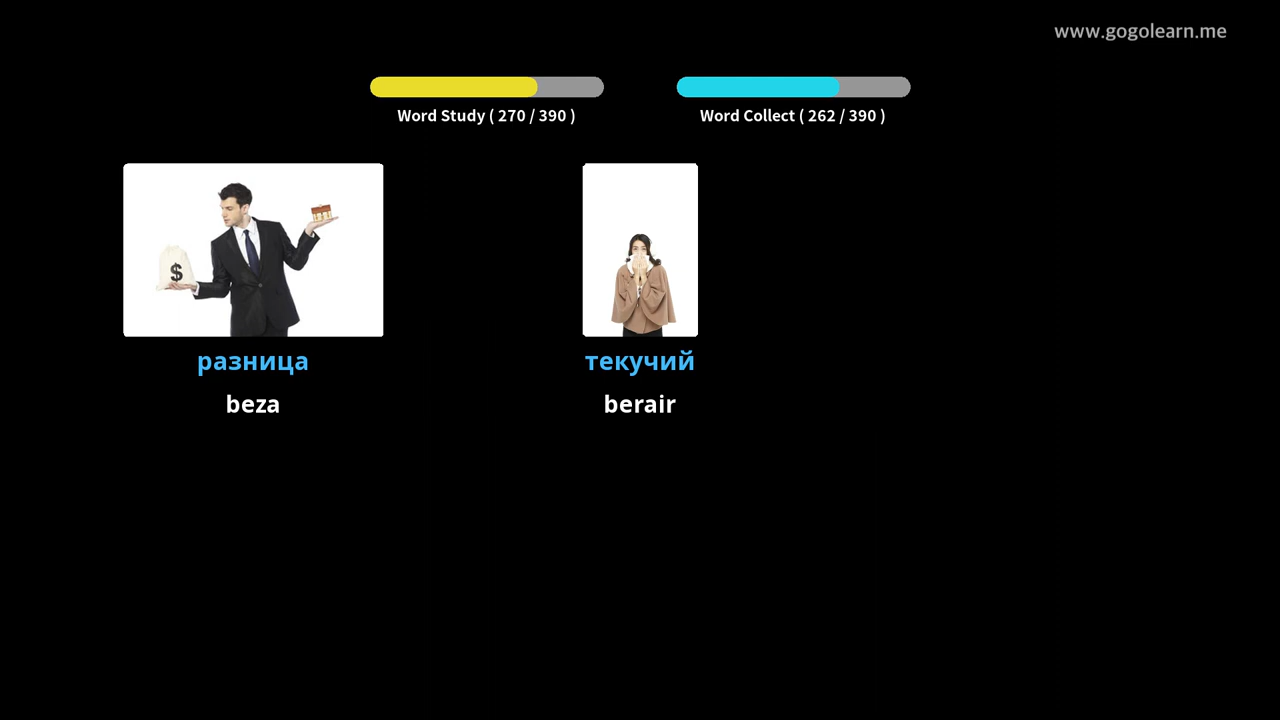 www.gogolearn.me
Word Study ( 270 / 390 )
Word Collect ( 262 / 390 )
$
разница
beza
текучий
berair